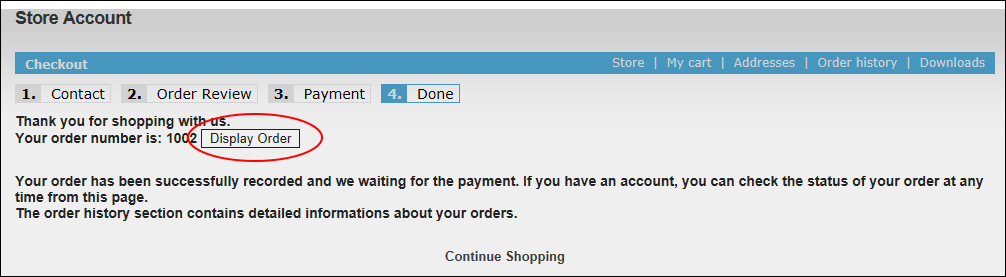 Store Account
Checkout
Store | My cart | Addresses | Order history | Downloads
1. Contact 2. Order Review 3. Payment 4. Done
Thank you for shopping with us.
Your order number is: 1002 Display Order
Your order has been successfully recorded and we waiting for the payment. If you have an account, you can check the status of your order at any
time from this page.
The order history section contains detailed informations about your orders.
Continue Shopping